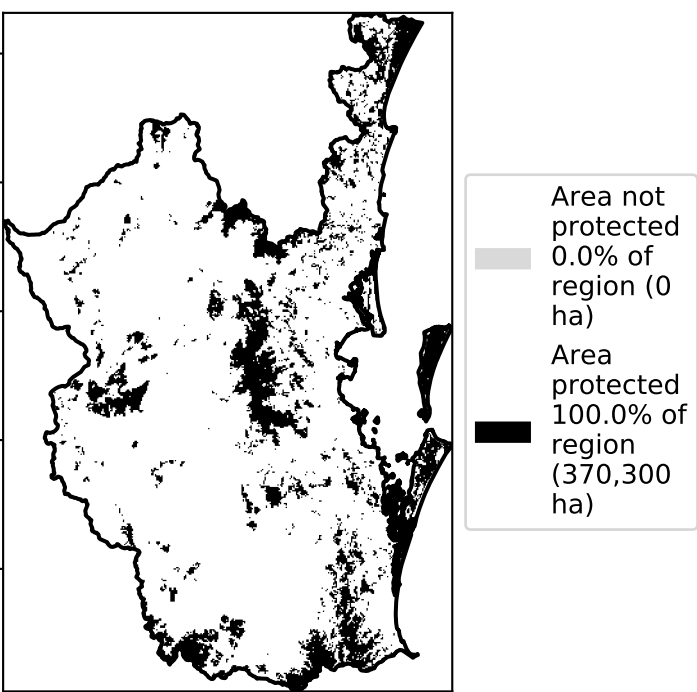 Area not
protected
0.0% of
region (0
ha)
Area
protected
100.0% of
region
(370,300
ha)